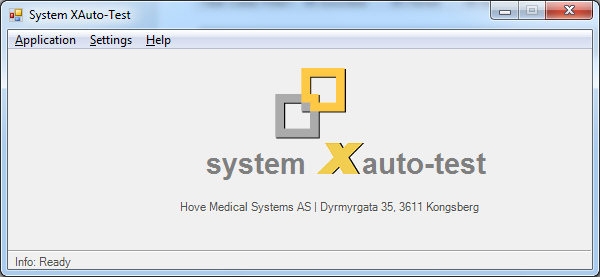 System XAuto-Test
Application Settings Help
system Xauto-test
Hove Medical Systems AS | Dyrmyrgata 35, 3611 Kongsberg
Info: Ready